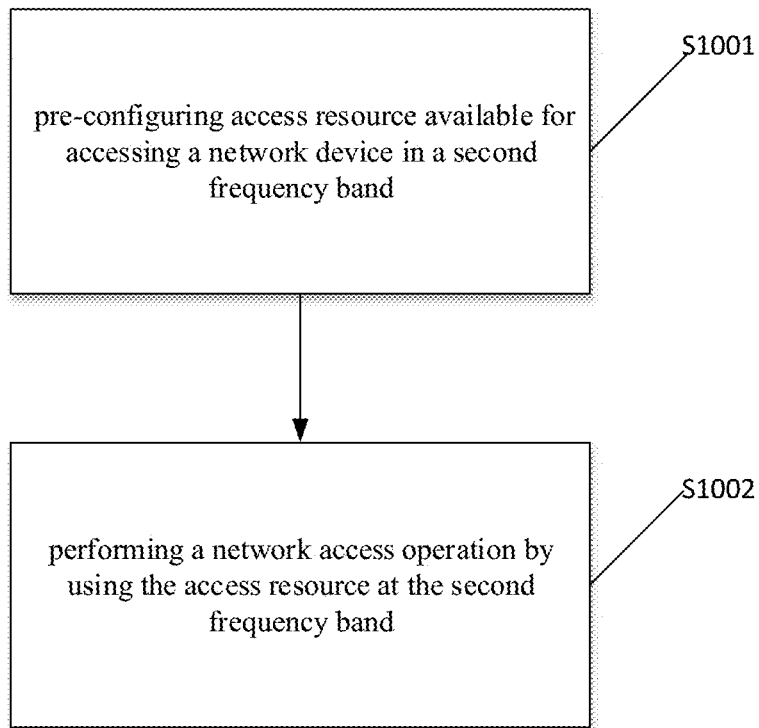 S1001
pre-configuring access resource available for
accessing a network device in a second
frequency band
S1002
performing a network access operation by
using the access resource at the second
frequency band